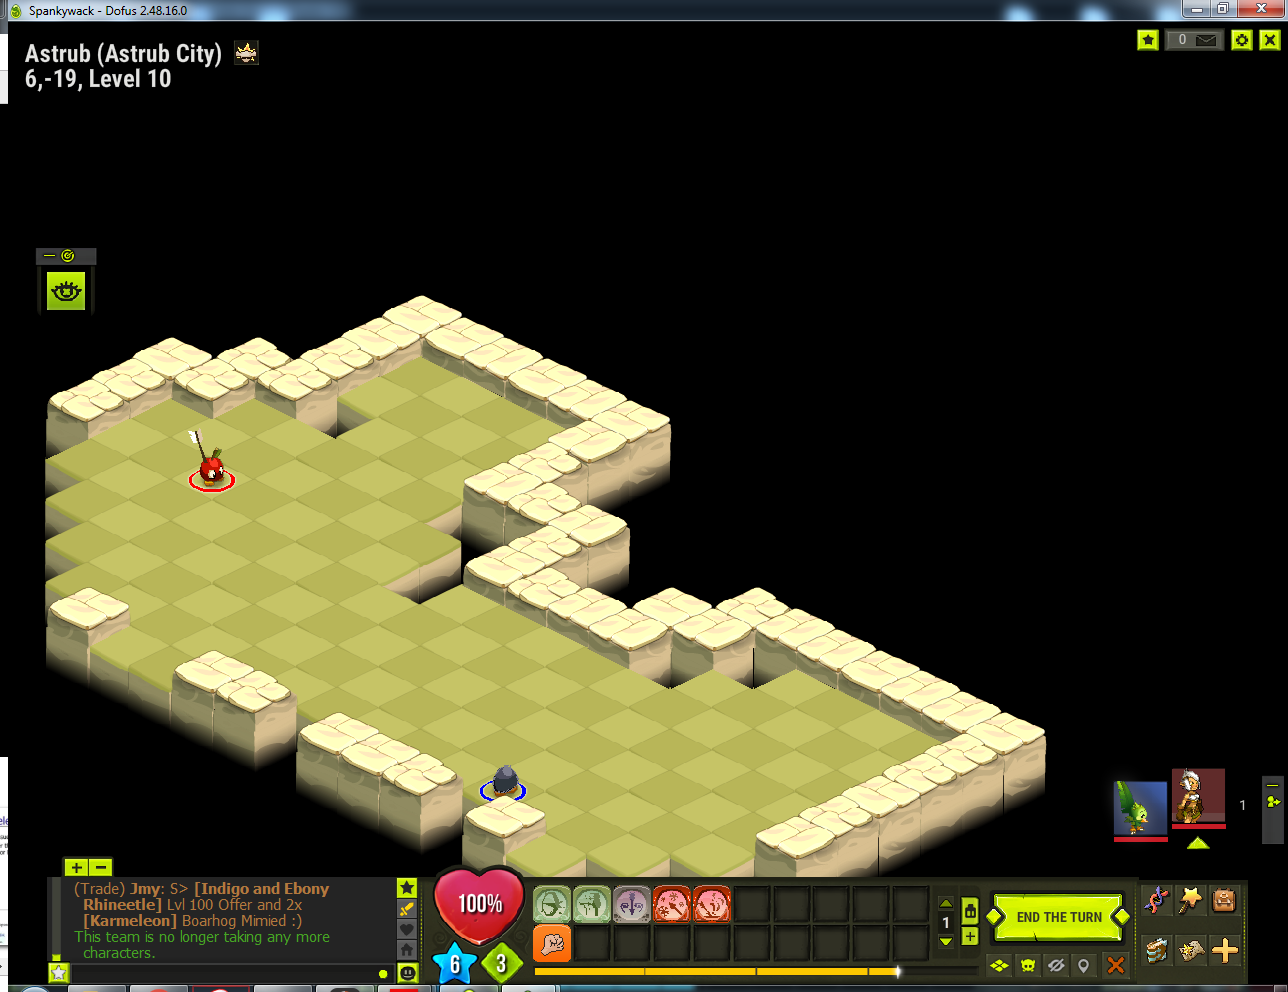 Spankywack - Dofus 2.48.16.0
Astrub (Astrub City)
6,-19, Level 10
0
1
(Trade) Jmy: S> [Indigo and Ebony
Rhineetle] Lvl 100 Offer and 2x
[Karmeleon] Boarhog Mimied :)
This team is no longer taking any more
characters.
100%
6
3
1
END THE TURN